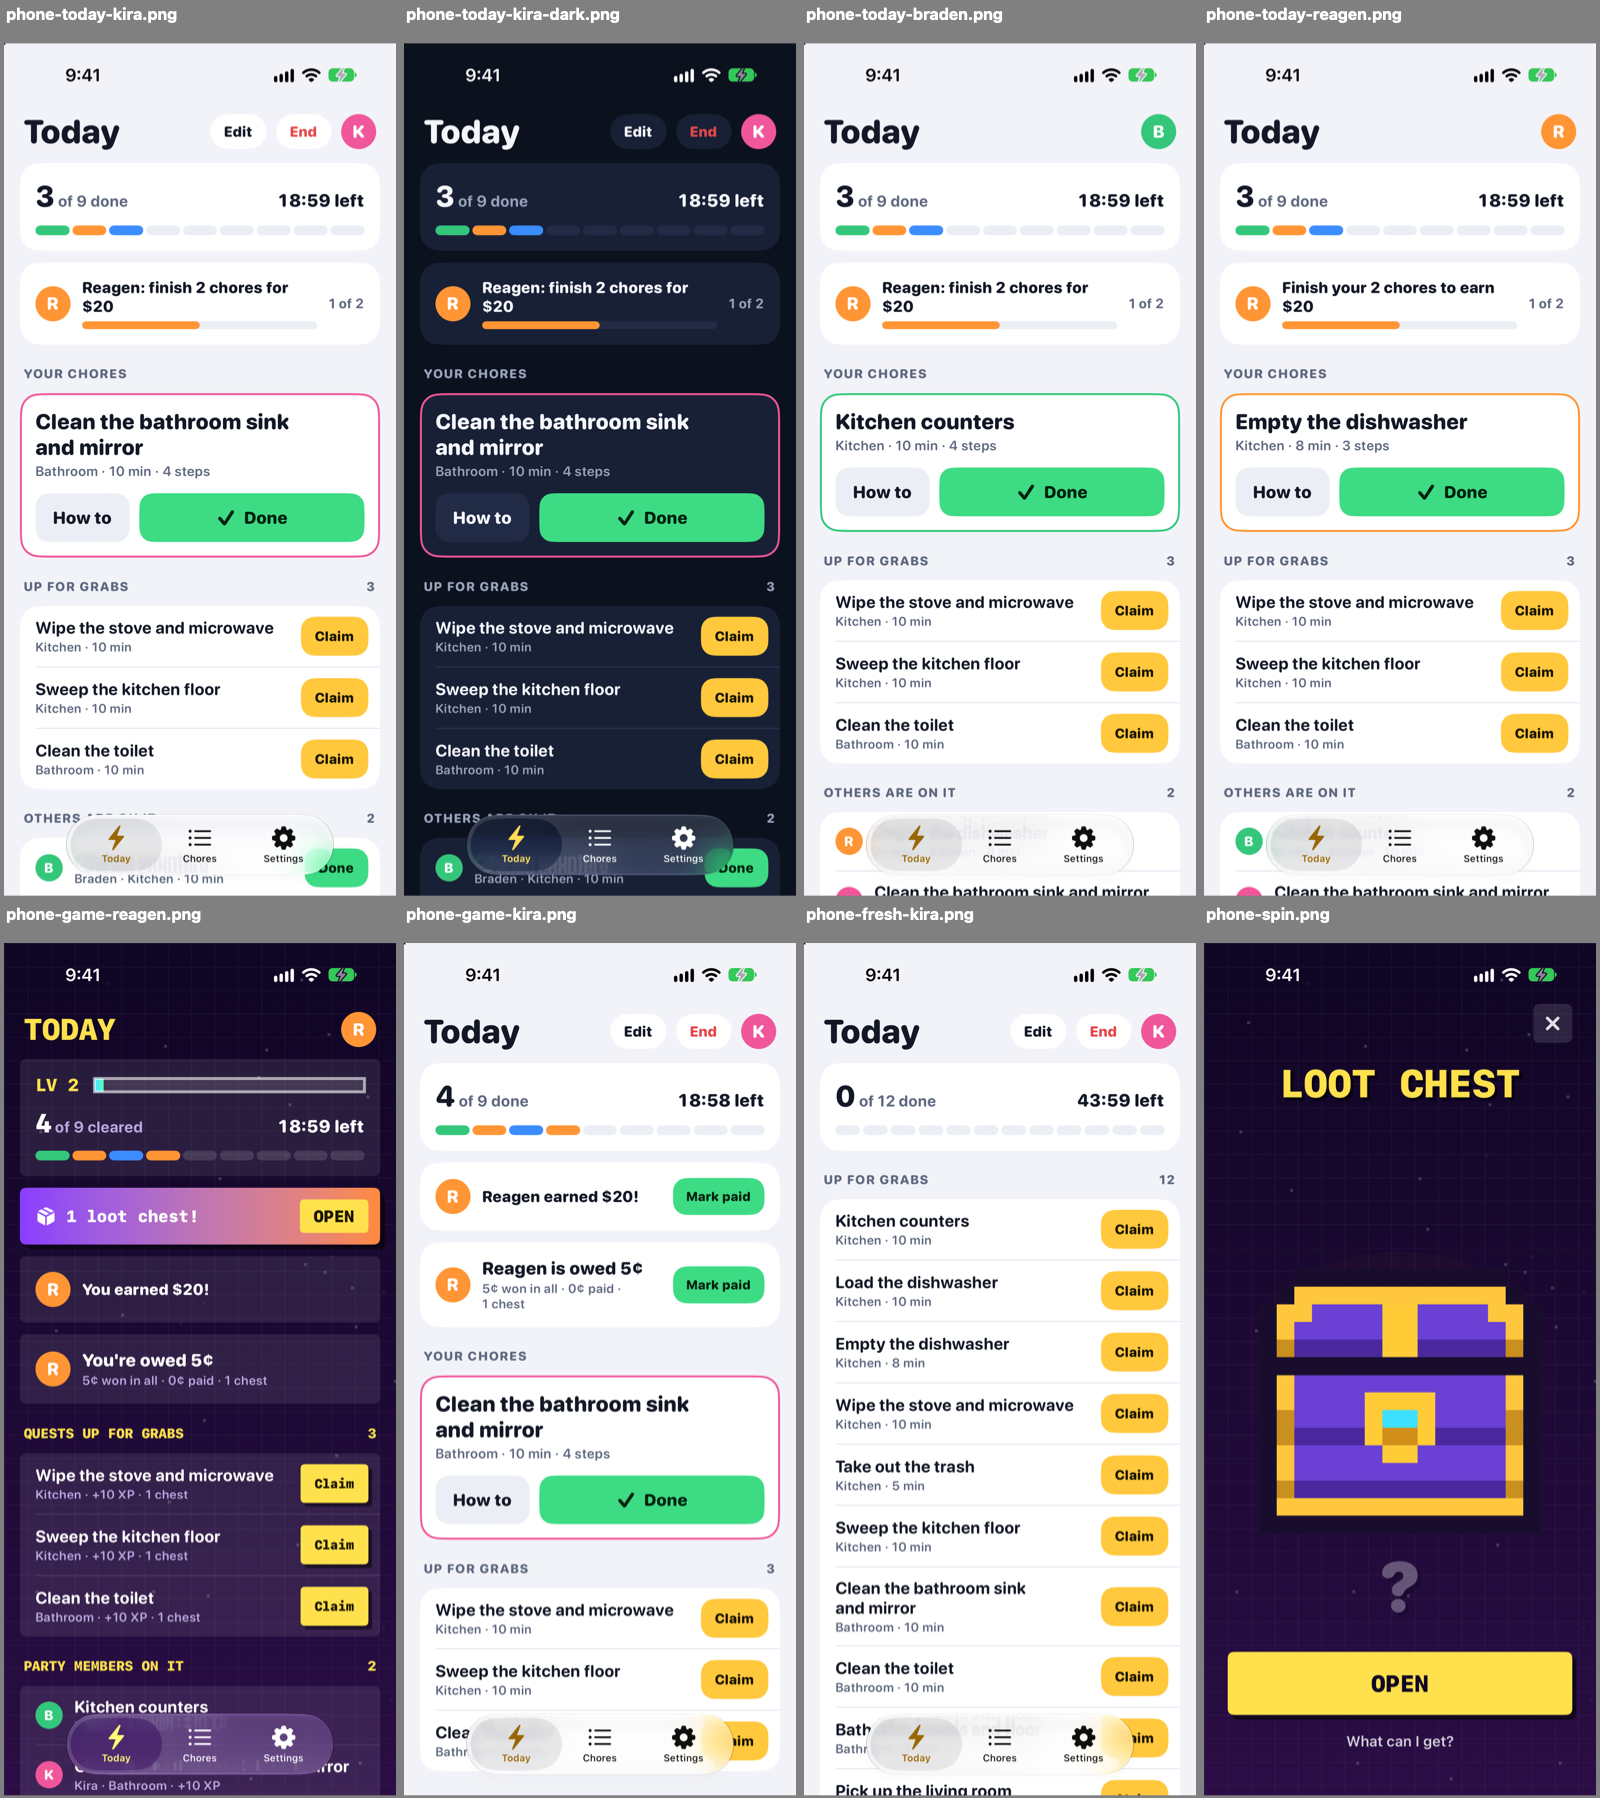 phone-today-kira.png
9:41
Today
Edit
End
K
3 of 9 done
18:59 left
R
Reagen: finish 2 chores for
$20
1 of 2
YOUR CHORES
Clean the bathroom sink
and mirror
Bathroom · 10 min · 4 steps
How to
✓ Done
UP FOR GRABS
3
Wipe the stove and microwave
Kitchen · 10 min
Claim
Sweep the kitchen floor
Kitchen · 10 min
Claim
Clean the toilet
Bathroom · 10 min
Claim
OTHERS ARE ON IT
2
B
Done
Braden · Kitchen · 10 min
Today
Chores
Settings
phone-today-kira-dark.png
9:41
Today
Edit
End
K
3 of 9 done
18:59 left
R
Reagen: finish 2 chores for
$20
1 of 2
YOUR CHORES
Clean the bathroom sink
and mirror
Bathroom · 10 min · 4 steps
How to
✓ Done
UP FOR GRABS
3
Wipe the stove and microwave
Kitchen · 10 min
Claim
Sweep the kitchen floor
Kitchen · 10 min
Claim
Clean the toilet
Bathroom · 10 min
Claim
OTHERS ARE ON IT
2
B
Done
Braden · Kitchen · 10 min
Today
Chores
Settings
phone-today-braden.png
9:41
Today
B
3 of 9 done
18:59 left
R
Reagen: finish 2 chores for
$20
1 of 2
YOUR CHORES
Kitchen counters
Kitchen · 10 min · 4 steps
How to
✓ Done
UP FOR GRABS
3
Wipe the stove and microwave
Kitchen · 10 min
Claim
Sweep the kitchen floor
Kitchen · 10 min
Claim
Clean the toilet
Bathroom · 10 min
Claim
OTHERS ARE ON IT
2
R
Today
Chores
Settings
Clean the bathroom sink and mirror
phone-today-reagen.png
9:41
Today
R
3 of 9 done
18:59 left
R
Finish your 2 chores to earn
$20
1 of 2
YOUR CHORES
Empty the dishwasher
Kitchen · 8 min · 3 steps
How to
✓ Done
UP FOR GRABS
3
Wipe the stove and microwave
Kitchen · 10 min
Claim
Sweep the kitchen floor
Kitchen · 10 min
Claim
Clean the toilet
Bathroom · 10 min
Claim
OTHERS ARE ON IT
2
B
Today
Chores
Settings
Clean the bathroom sink and mirror
phone-game-reagen.png
9:41
TODAY
R
LV 2
4 of 9 cleared
18:59 left
1 loot chest!
OPEN
R
You earned $20!
R
You're owed 5¢
5¢ won in all · 0¢ paid · 1 chest
QUESTS UP FOR GRABS
3
Wipe the stove and microwave
Kitchen · +10 XP · 1 chest
Claim
Sweep the kitchen floor
Kitchen · +10 XP · 1 chest
Claim
Clean the toilet
Bathroom · +10 XP · 1 chest
Claim
PARTY MEMBERS ON IT
2
B
Kitchen counters
Today
Chores
Settings
K
Kira · Bathroom · +10 XP
phone-game-kira.png
9:41
Today
Edit
End
K
4 of 9 done
18:58 left
R
Reagen earned $20!
Mark paid
R
Reagen is owed 5¢
5¢ won in all · 0¢ paid ·
1 chest
Mark paid
YOUR CHORES
Clean the bathroom sink
and mirror
Bathroom · 10 min · 4 steps
How to
✓ Done
UP FOR GRABS
3
Wipe the stove and microwave
Kitchen · 10 min
Claim
Sweep the kitchen floor
Kitchen · 10 min
Claim
Today
Chores
Settings
phone-fresh-kira.png
9:41
Today
Edit
End
K
0 of 12 done
43:59 left
UP FOR GRABS
12
Kitchen counters
Kitchen · 10 min
Claim
Load the dishwasher
Kitchen · 10 min
Claim
Empty the dishwasher
Kitchen · 8 min
Claim
Wipe the stove and microwave
Kitchen · 10 min
Claim
Take out the trash
Kitchen · 5 min
Claim
Sweep the kitchen floor
Kitchen · 10 min
Claim
Clean the bathroom sink
and mirror
Bathroom · 10 min
Claim
Clean the toilet
Bathroom · 10 min
Claim
Today
Chores
Settings
Pick up the living room
phone-spin.png
9:41
LOOT CHEST
?
OPEN
What can I get?